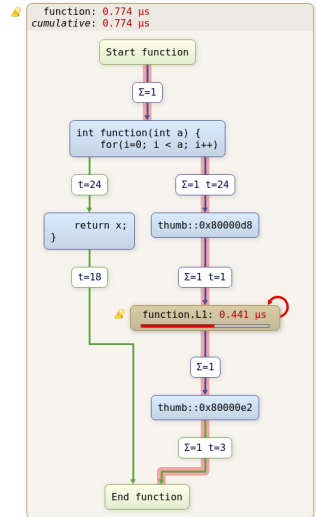 function: 0.774 µs
cumulative: 0.774 µs
Start function
Σ=1
int function(int a) {
for(i=0; i < a; i++)
t=24
Σ=1 t=24
return x;
}
thumb::0x80000d8
t=18
Σ=1 t=1
function.L1: 0.441 µs
Σ=1
thumb::0x80000e2
Σ=1 t=3
End function